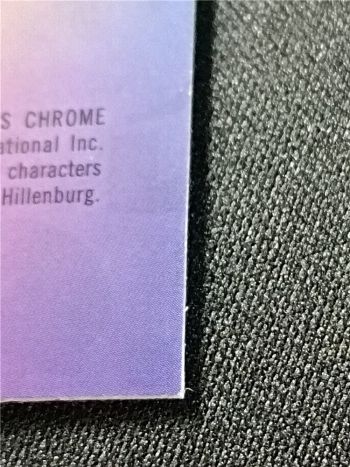 S CHROME
ational Inc.
characters
Hillenburg.